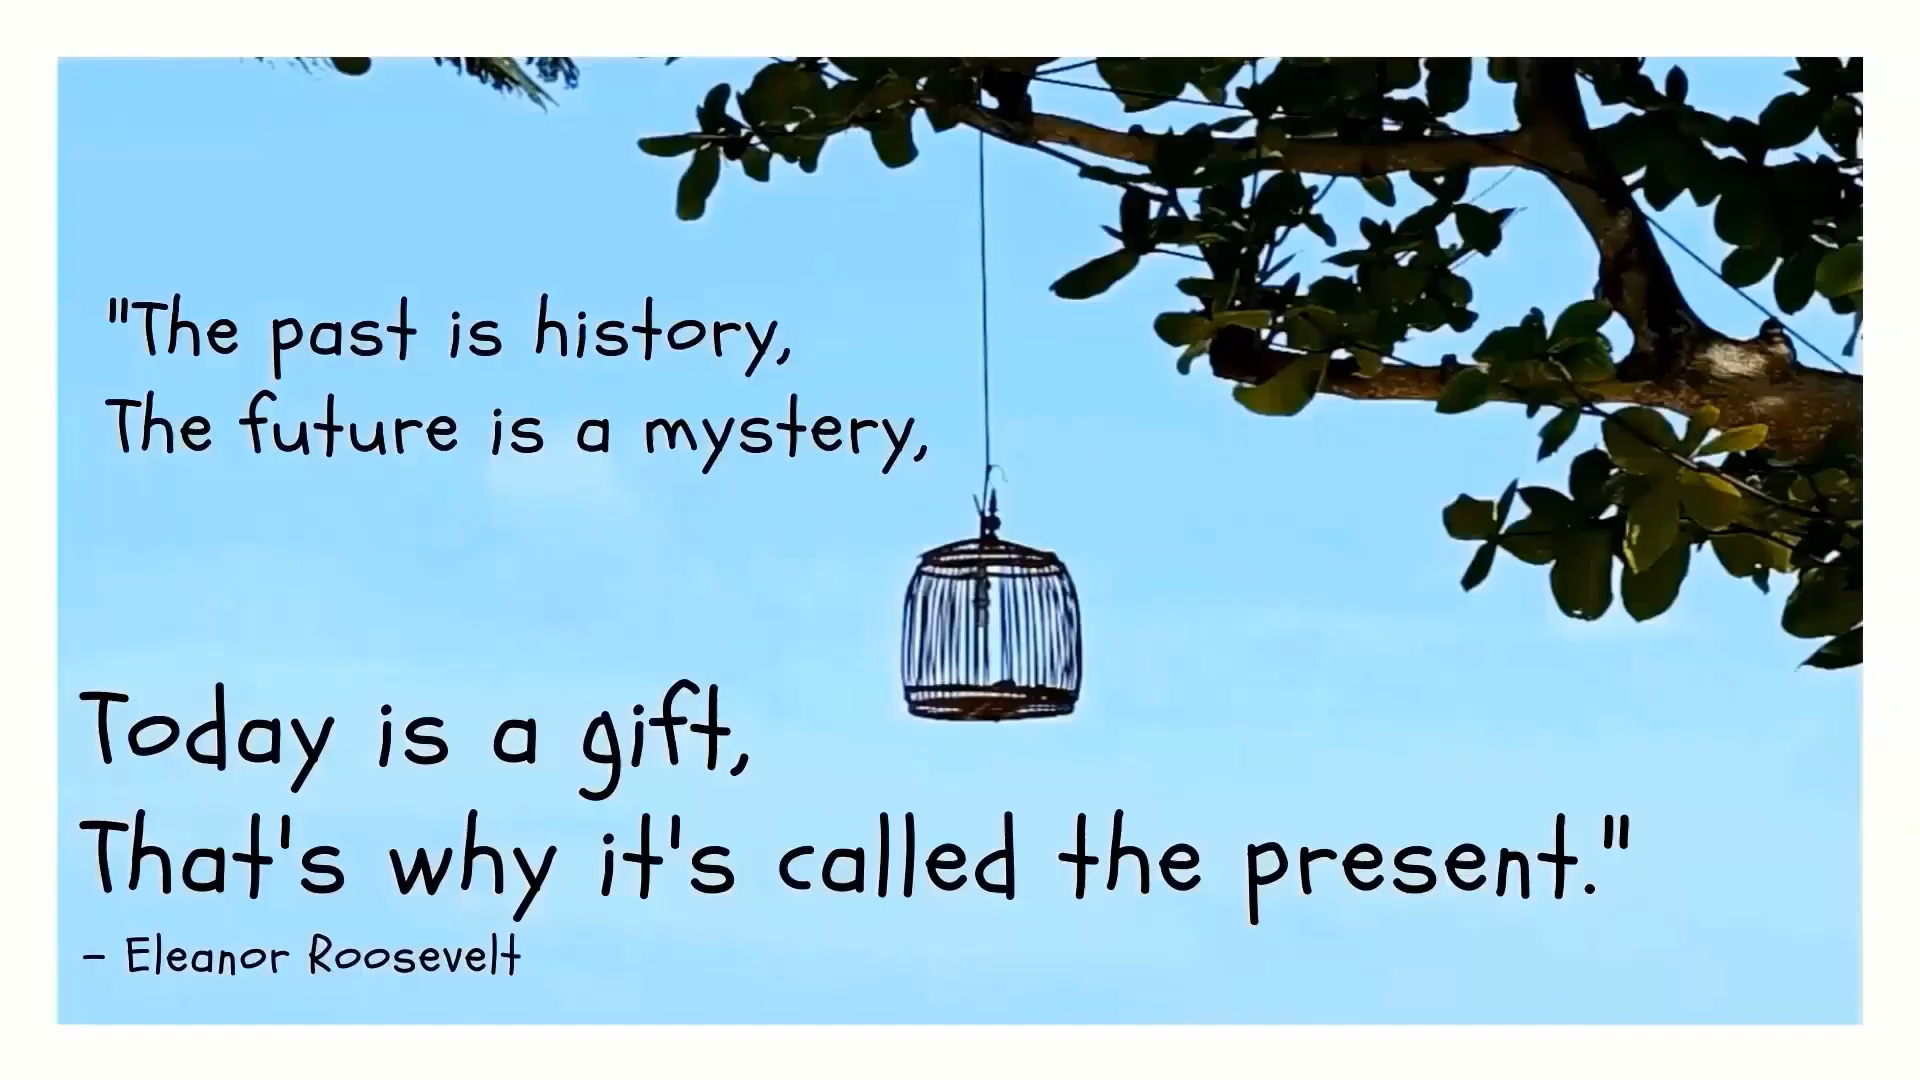 "The past is history,
The future is a mystery,
Today is a gift,
That's why it's called the present."
- Eleanor Roosevelt